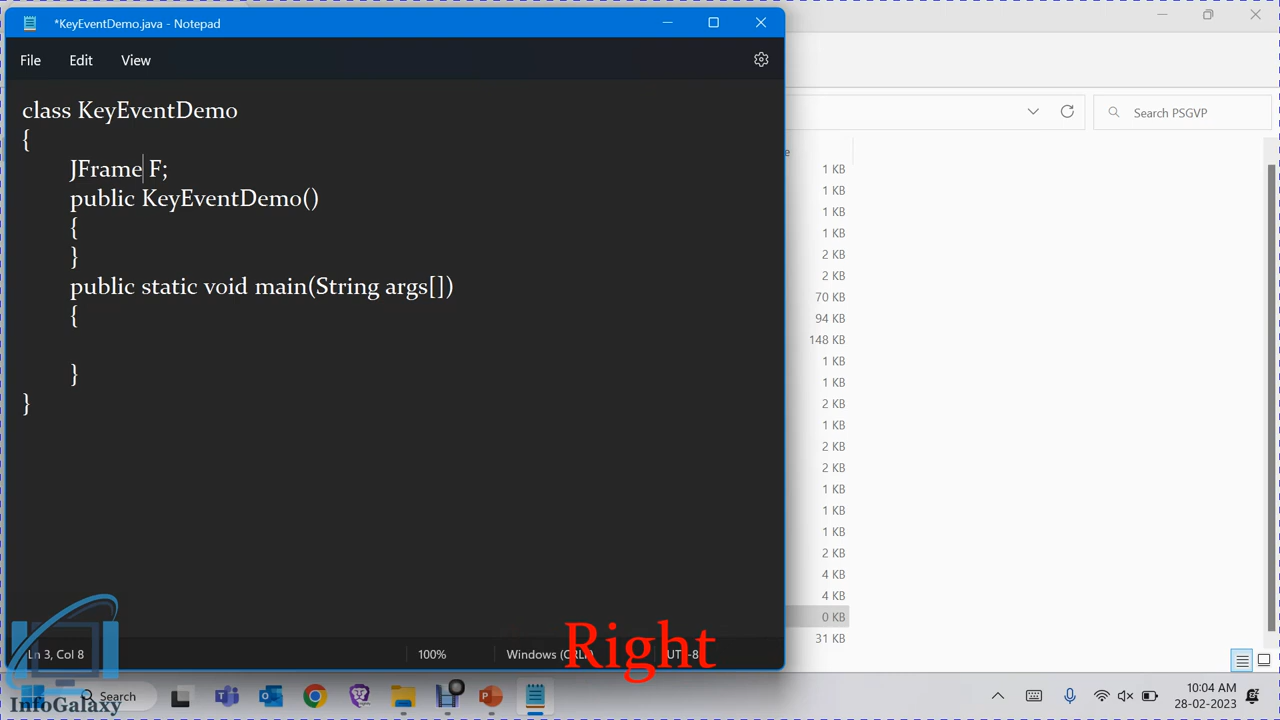 *KeyEventDemo.java - Notepad
File Edit View
Search PSGVP
class KeyEventDemo
{
JFrame F;
public KeyEventDemo()
{
}
public static void main(String args[])
{
}
}
1 KB
1 KB
1 KB
1 KB
2 KB
2 KB
70 KB
94 KB
148 KB
1 KB
1 KB
2 KB
1 KB
2 KB
2 KB
1 KB
1 KB
1 KB
2 KB
4 KB
4 KB
0 KB
31 KB
Right
Ln 3, Col 8 100% Windows (CRLF) UTF-8
Search
InfoGalaxy
10:04 AM
28-02-2023